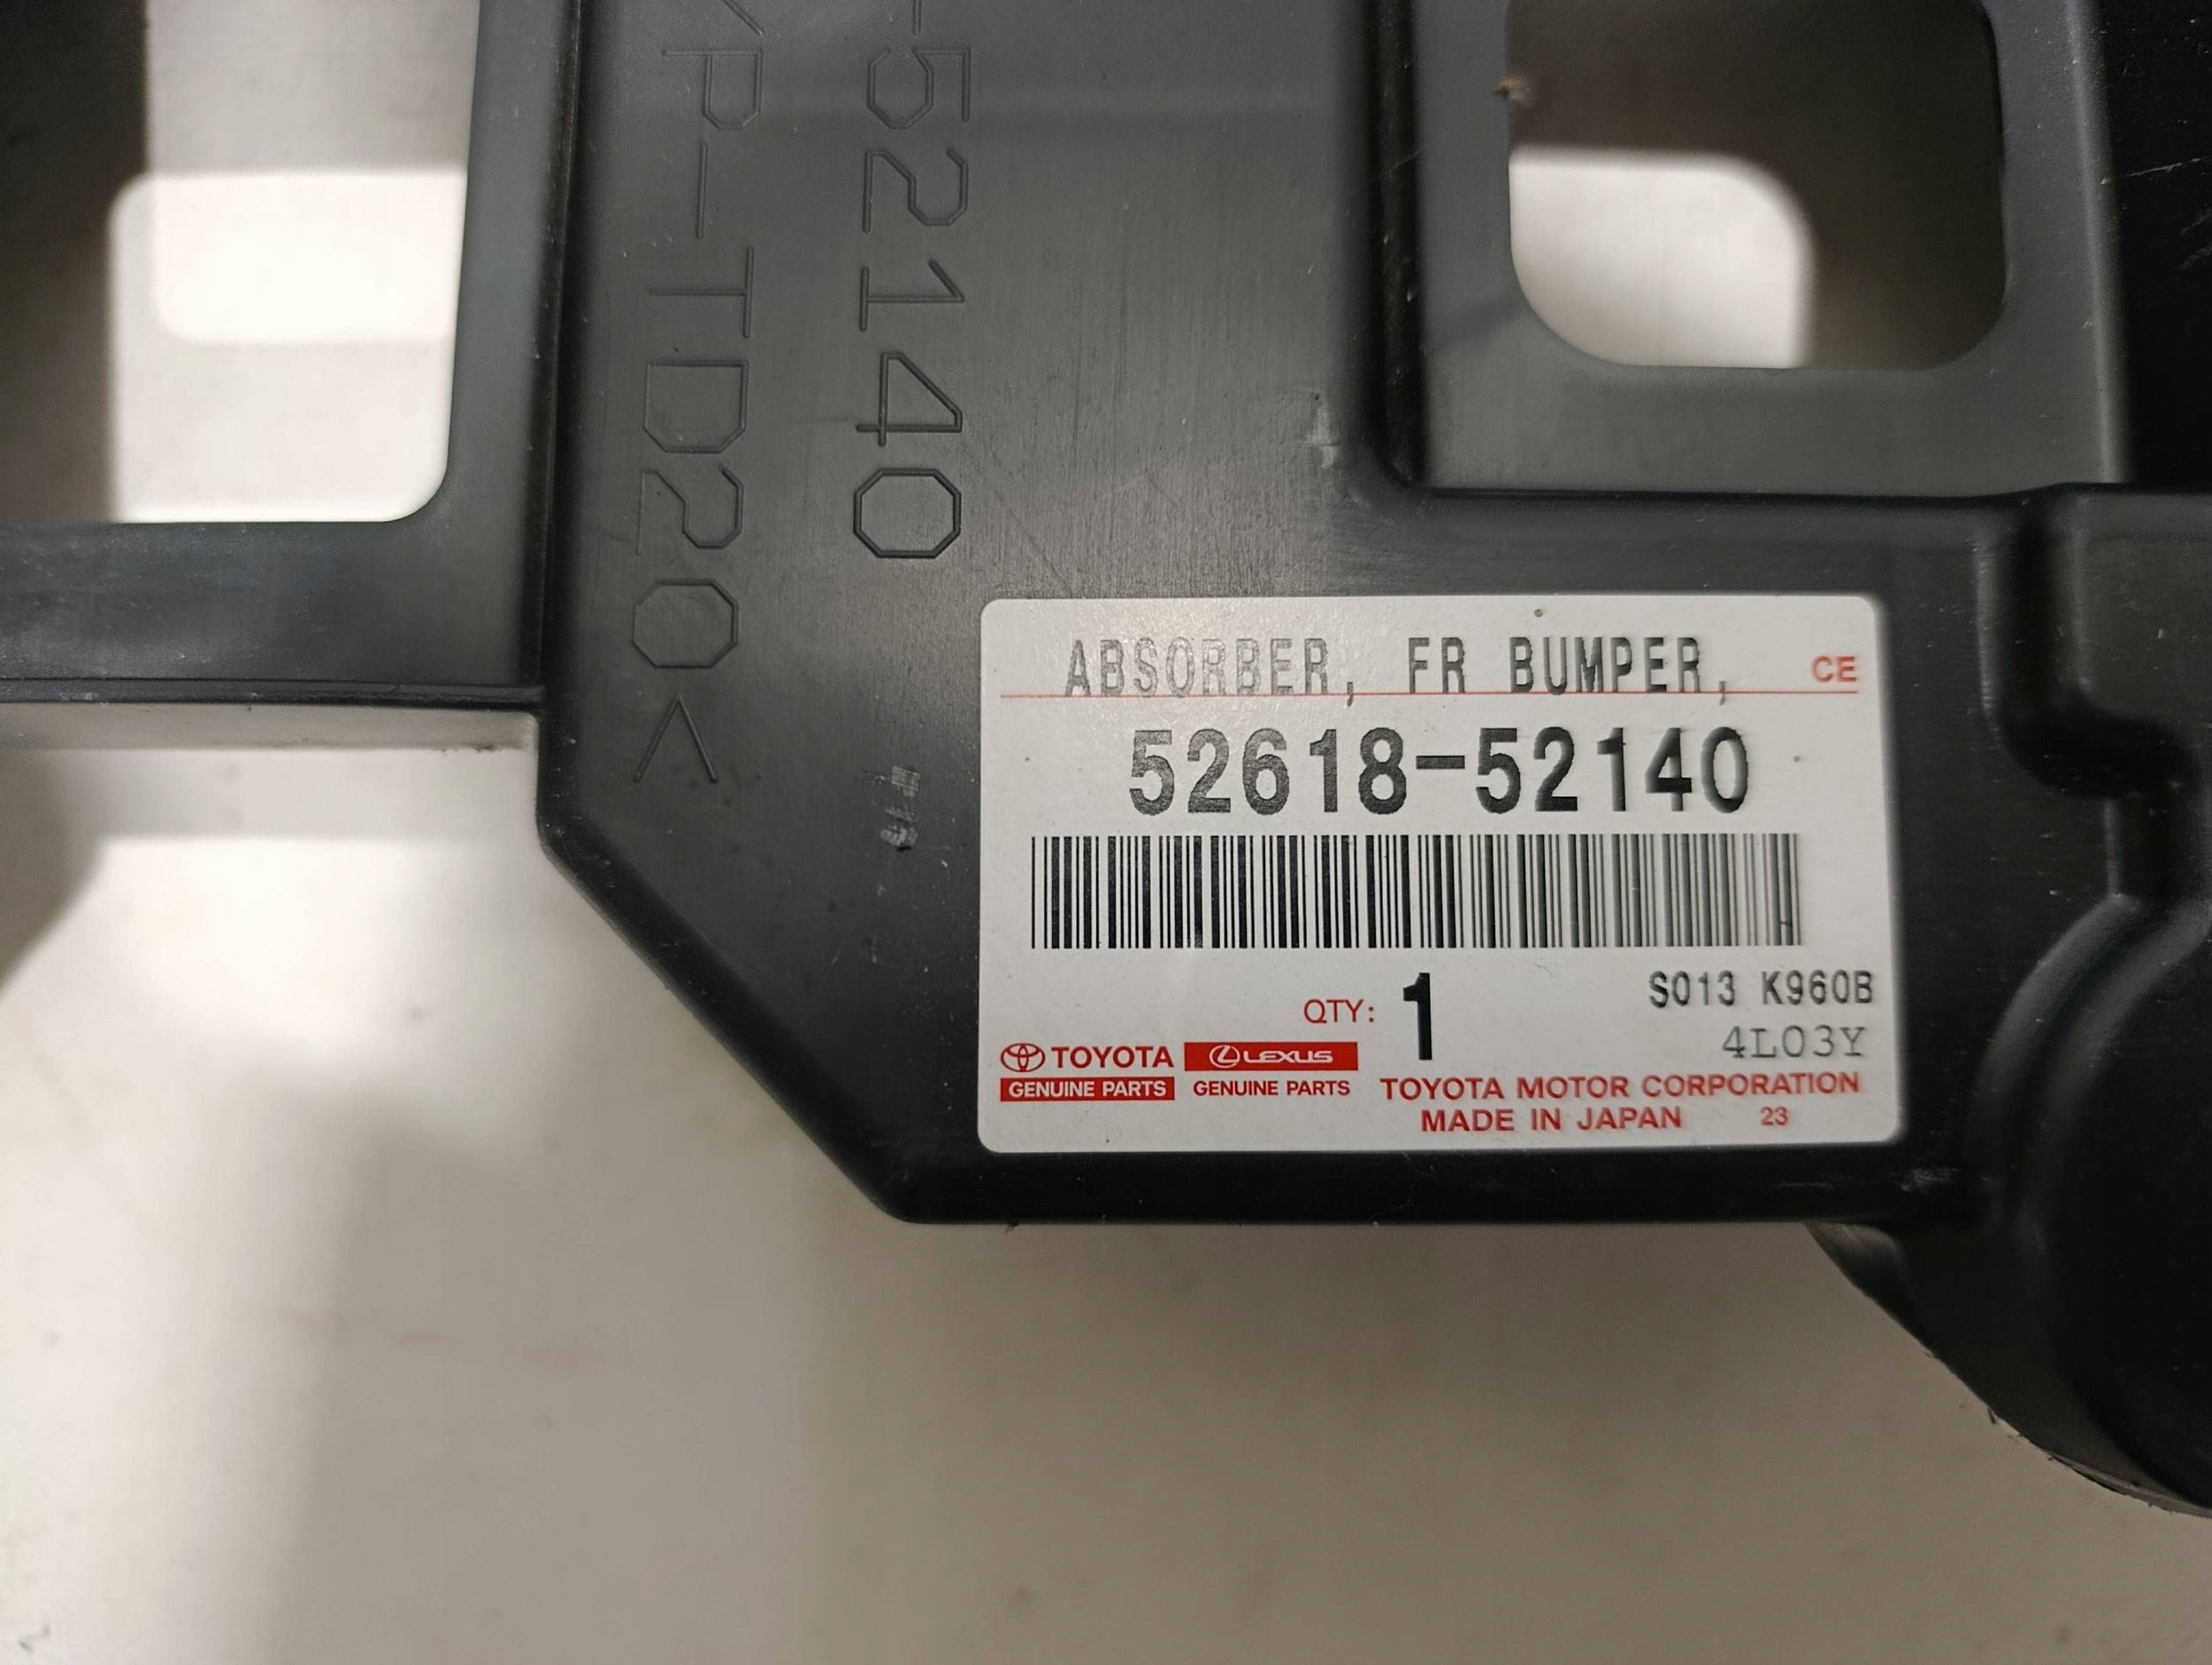 -52140
/P-TD20<
ABSORBER, FR BUMPER,
CE
52618-52140
QTY: 1
S013 K960B
4L03Y
TOYOTA
GENUINE PARTS
LEXUS
GENUINE PARTS
TOYOTA MOTOR CORPORATION
MADE IN JAPAN 23